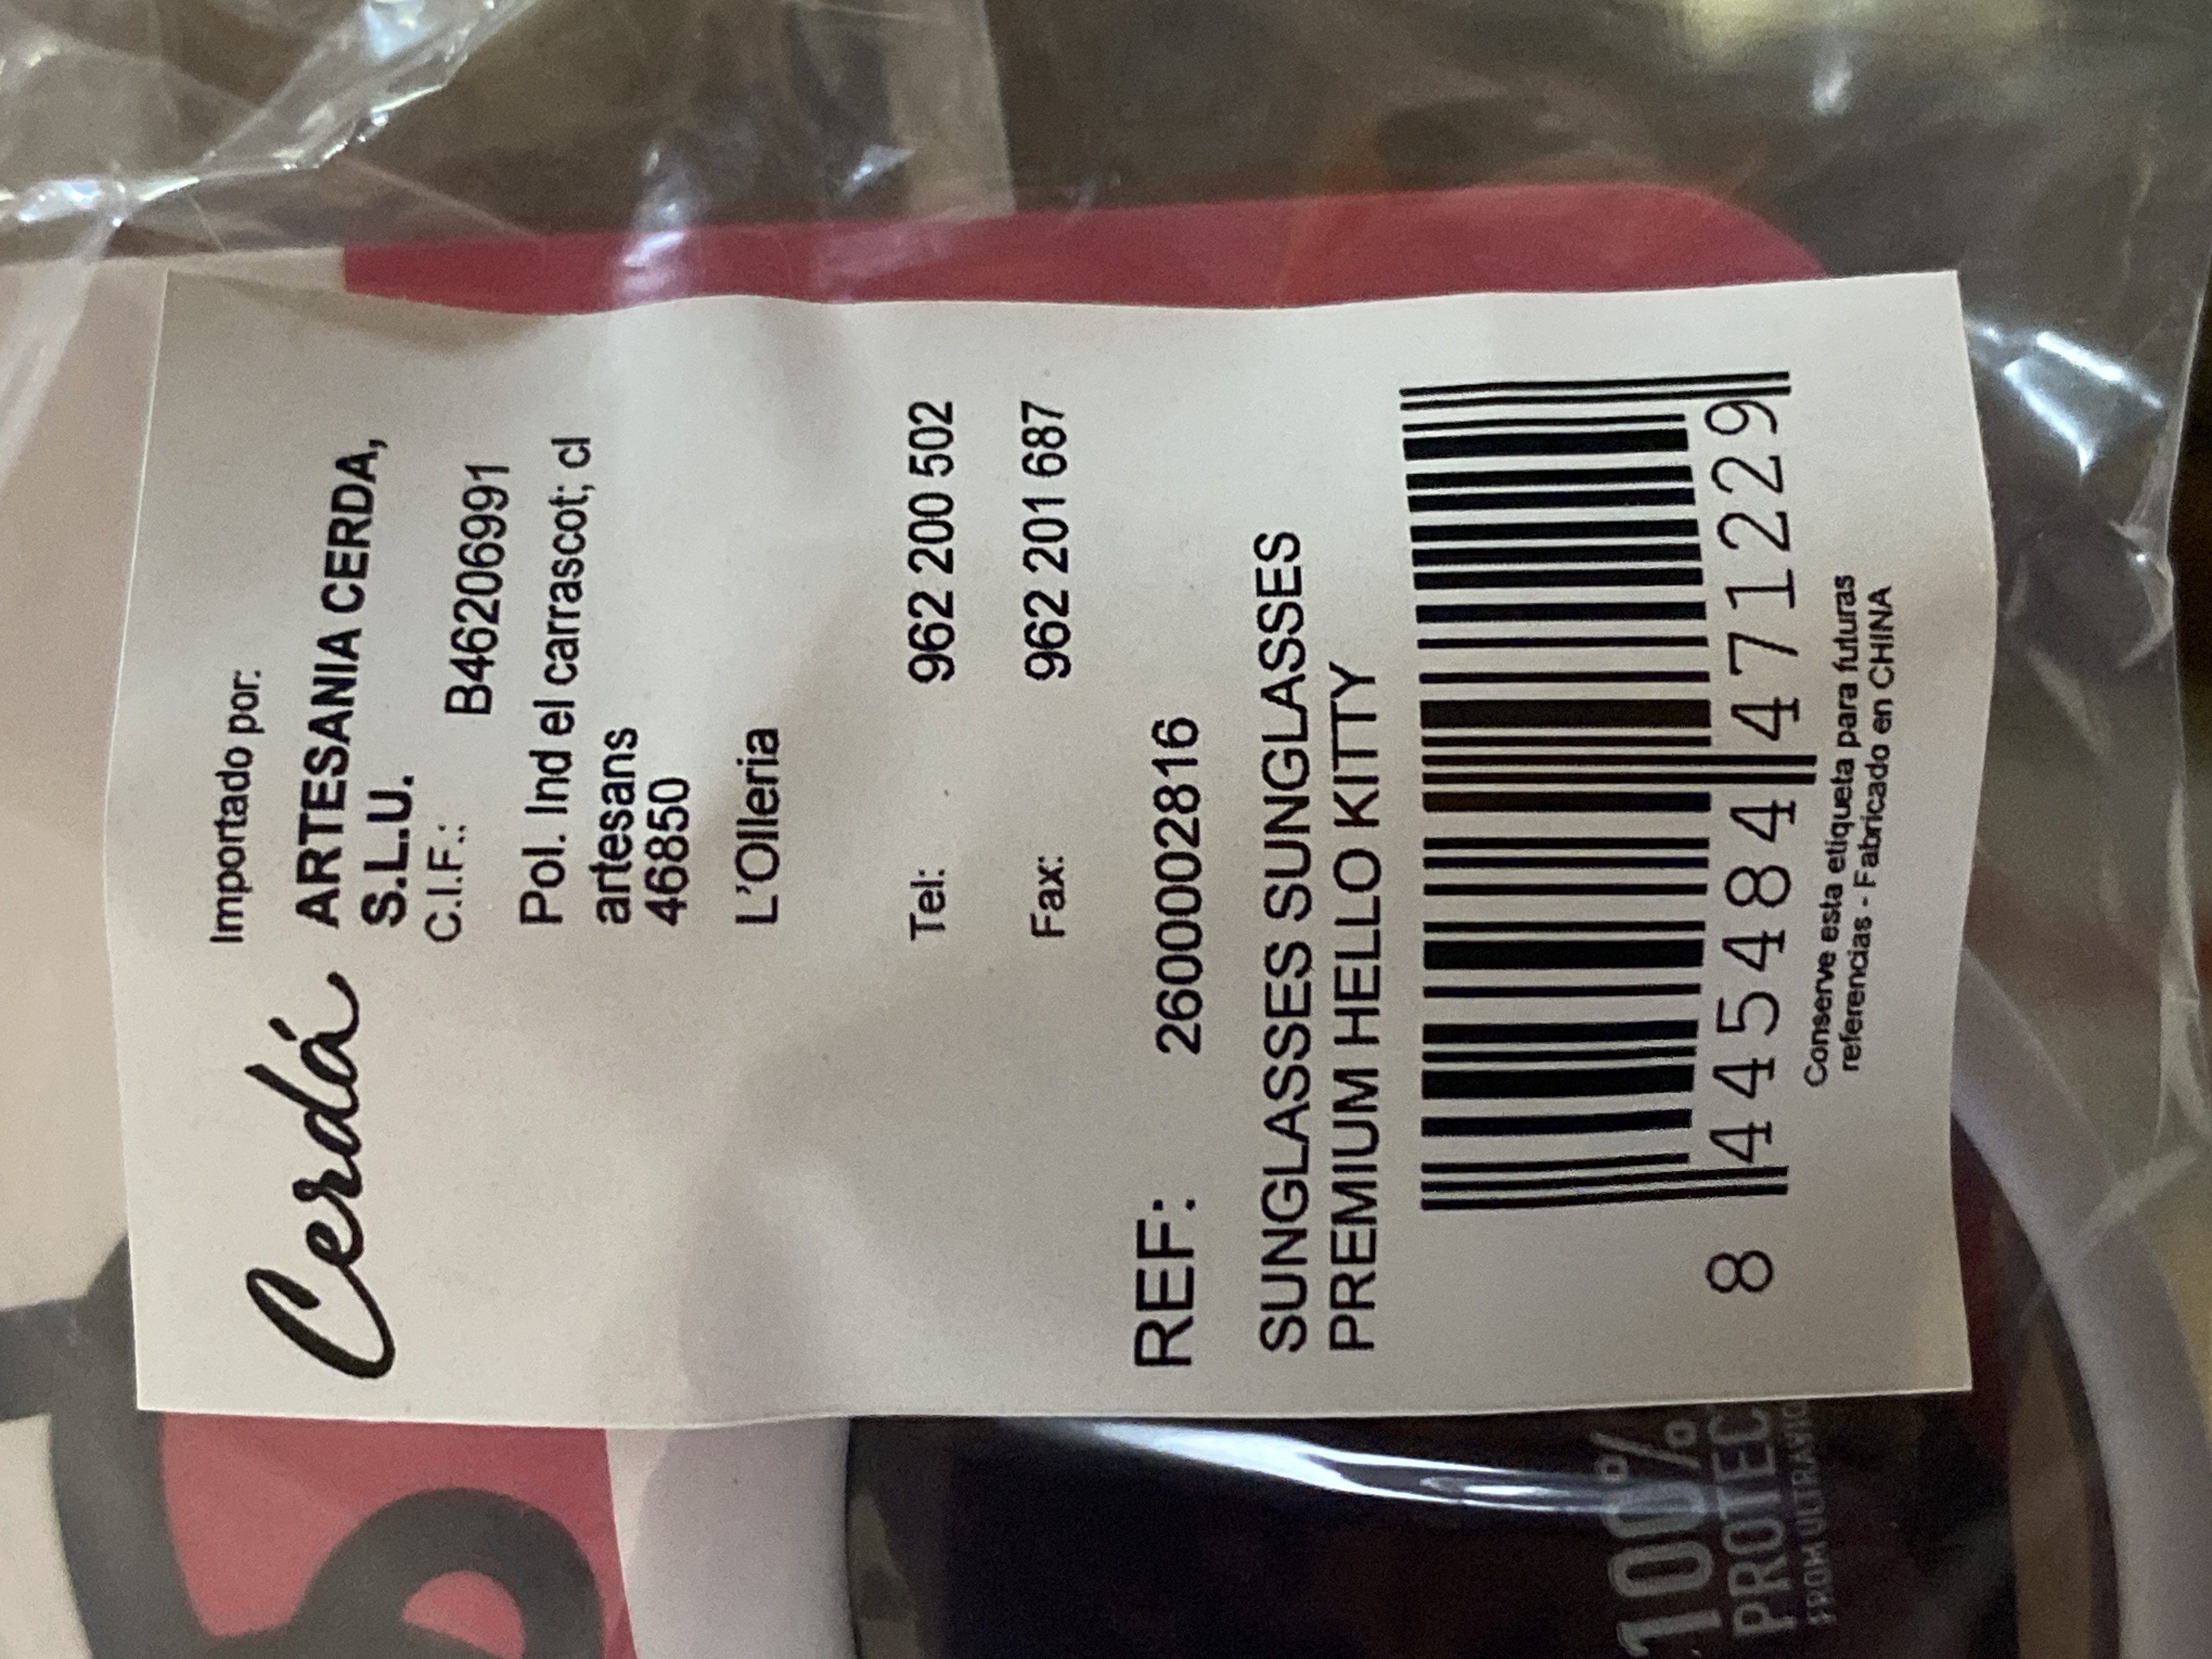 Cerdá
Importado por:
ARTESANIA CERDA,
S.L.U.
C.I.F.:
B46206991
Pol. Ind el carrascot; cl
artesans
46850
L'Olleria
Tel: 962 200 502
Fax: 962 201 687
REF: 2600002816
SUNGLASSES SUNGLASSES
PREMIUM HELLO KITTY
8 445484 471229
Conserve esta etiqueta para futuras
referencias - Fabricado en CHINA
100%
PROTEC
FROM ULTRAVIO